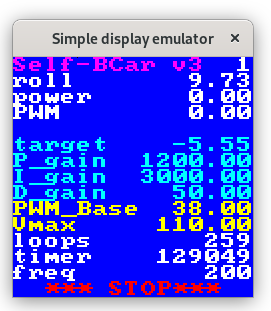 Simple display emulator ×
Self-BCar v3 1
roll 9.73
power 0.00
PWM 0.00
target -5.55
P_gain 1200.00
I_gain 3000.00
D_gain 50.00
PWM_Base 38.00
Vmax 110.00
loops 259
timer 129049
freq 200
*** STOP***